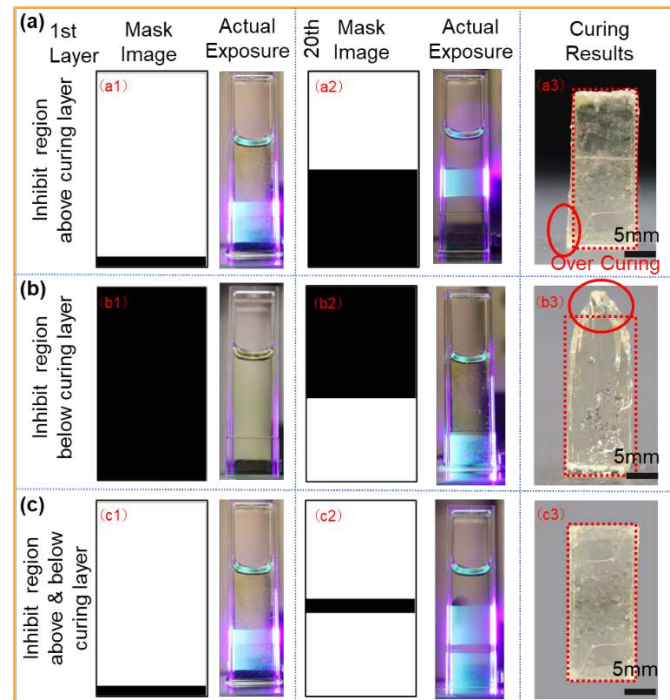 (a) 1st Layer
Mask Image
Actual Exposure
20th
Mask Image
Actual Exposure
Curing Results
Inhibit region above curing layer
(a1)
(a2)
(a3)
5mm
Over Curing
(b)
Inhibit region below curing layer
(b1)
(b2)
(b3)
5mm
(c)
Inhibit region above & below curing layer
(c1)
(c2)
(c3)
5mm